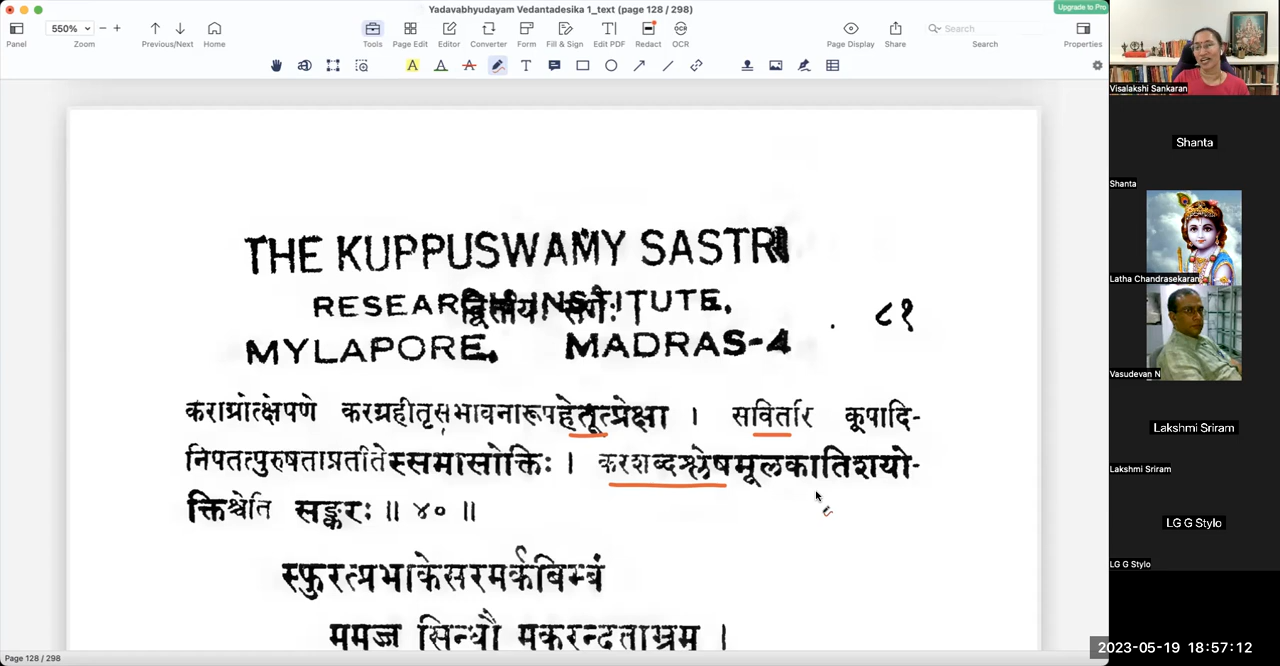 Yadavabhyudayam Vedantadesika 1_text (page 128 / 298)
Upgrade to Pro
550%
Search
Panel Zoom Previous/Next Home Tools Page Edit Editor Converter Form Fill & Sign Edit PDF Redact OCR Page Display Share Search Properties
Visalakshi Sankaran
Shanta
Shanta
Latha Chandrasekaran
Vasudevan N
Lakshmi Sriram
Lakshmi Sriram
LG G Stylo
LG G Stylo
THE KUPPUSWAMY SASTRI
RESEARCH INSTITUTE,
द्वितीयः सर्गः । ८१
MYLAPORE, MADRAS-4
कराग्रोत्क्षेपणे करग्रहीतृसंभावनारूपहेतूत्प्रेक्षा । सवितरि कूपादि-
निपतत्पुरुषताप्रतीतेस्समासोक्तिः । करशब्दश्लेषमूलकातिशयो-
क्तिश्चेति सङ्करः ॥ ४० ॥
स्फुरत्प्रभाकेसरमर्कबिम्बं
ममज्ज सिन्धौ मकरन्दताम्रम् ।
Page 128 / 298
2023-05-19 18:57:12